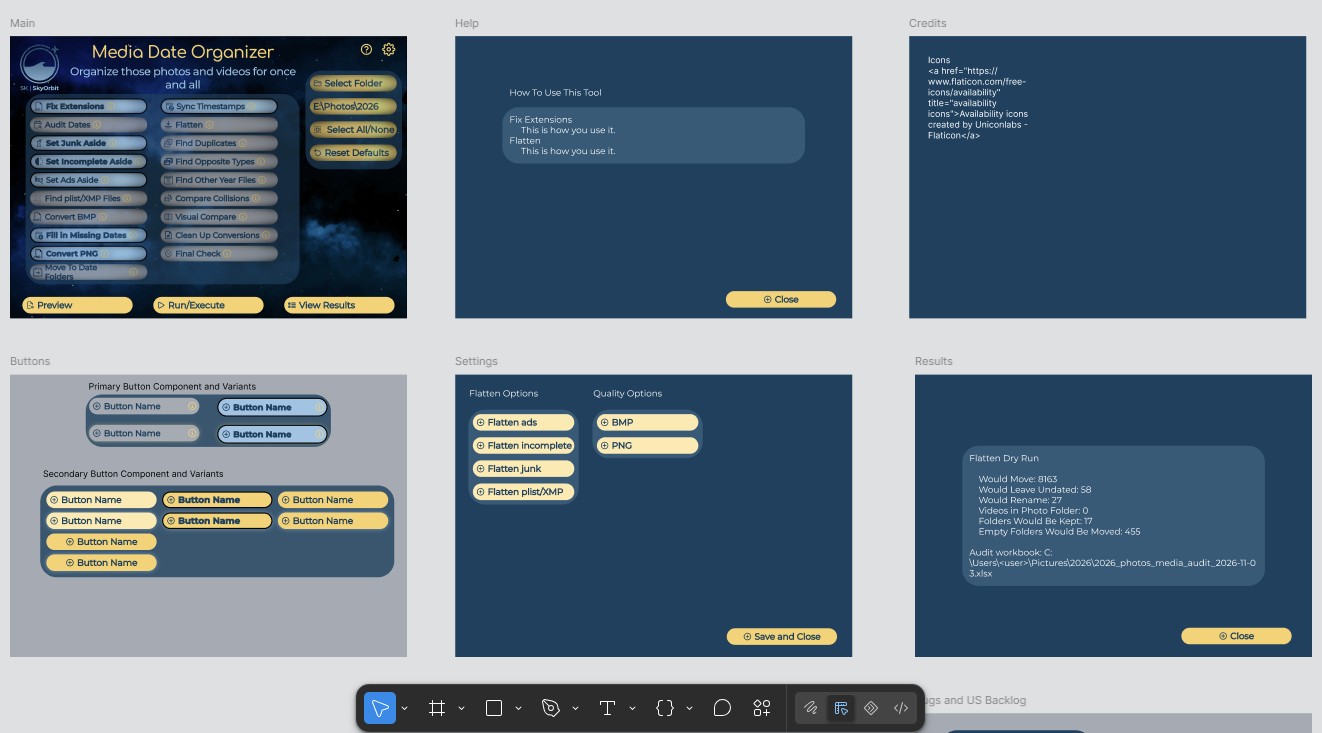 Main
Media Date Organizer
Organize those photos and videos for once
and all
SK | SkyOrbit
Fix Extensions
Audit Dates
Set Junk Aside
Set Incomplete Aside
Set Ads Aside
Find plist/XMP Files
Convert BMP
Fill in Missing Dates
Convert PNG
Move To Date
Folders
Sync Timestamps
Flatten
Find Duplicates
Find Opposite Types
Find Other Year Files
Compare Collisions
Visual Compare
Clean Up Conversions
Final Check
Select Folder
E:\Photos\2026
Select All/None
Reset Defaults
Preview
Run/Execute
View Results
Help
How To Use This Tool
Fix Extensions
This is how you use it.
Flatten
This is how you use it.
Close
Credits
Icons
<a href="https://
www.flaticon.com/free-
icons/availability"
title="availability
icons">Availability icons
created by Uniconlabs -
Flaticon</a>
Buttons
Primary Button Component and Variants
Button Name
Button Name
Button Name
Button Name
Secondary Button Component and Variants
Button Name
Button Name
Button Name
Button Name
Button Name
Button Name
Button Name
Button Name
Settings
Flatten Options
Flatten ads
Flatten incomplete
Flatten junk
Flatten plist/XMP
Quality Options
BMP
PNG
Save and Close
Results
Flatten Dry Run
Would Move: 8163
Would Leave Undated: 58
Would Rename: 27
Videos in Photo Folder: 0
Folders Would Be Kept: 17
Empty Folders Would Be Moved: 455
Audit workbook: C:
\Users\<user>\Pictures\2026\2026_photos_media_audit_2026-11-0
3.xlsx
Close
ugs and US Backlog